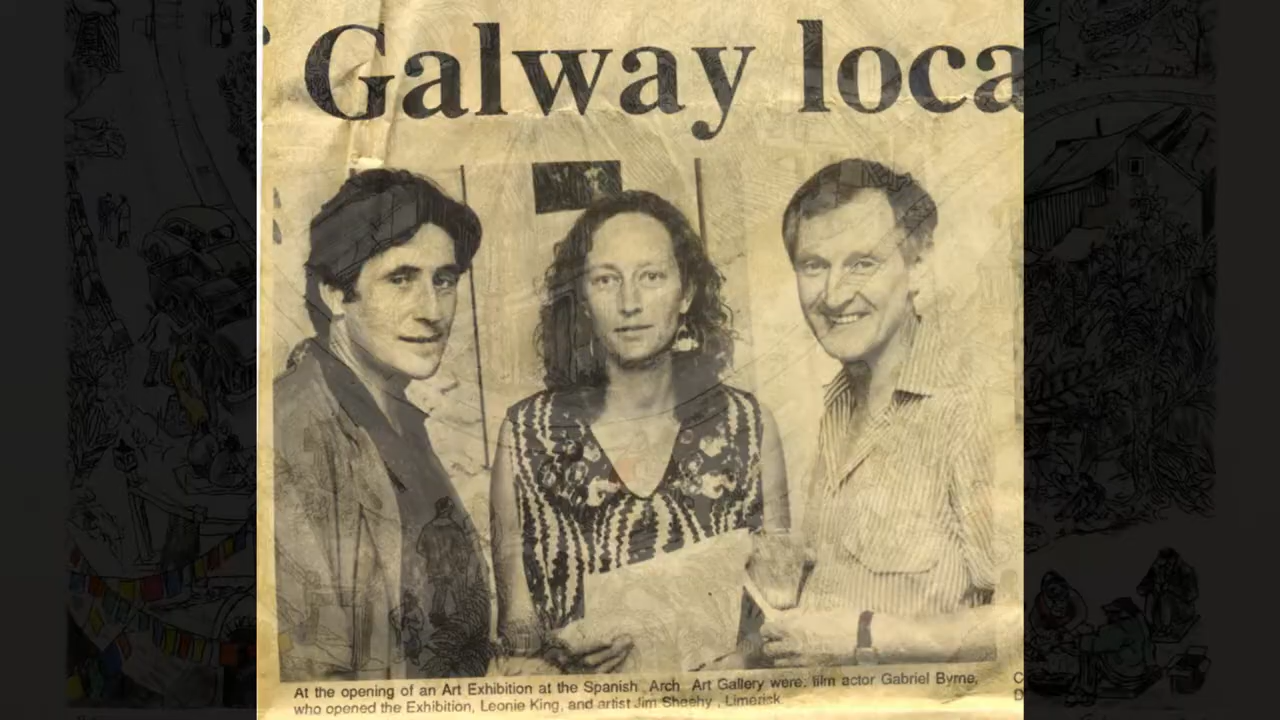 Galway loca
At the opening of an Art Exhibition at the Spanish Arch Art Gallery were: film actor Gabriel Byrne,
who opened the Exhibition, Leonie King, and artist Jim Sheehy , Limerick.
C
D